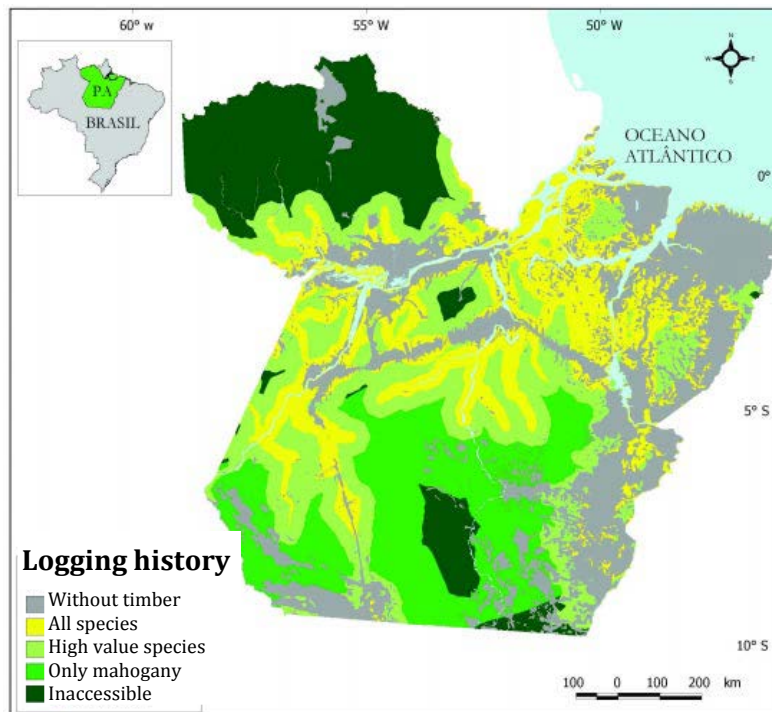 60° w
55° W
50° W
PA
BRASIL
N
W
E
S
OCEANO
ATLÂNTICO
0°
5° S
10° S
Logging history
Without timber
All species
High value species
Only mahogany
Inaccessible
100 0 100 200 km